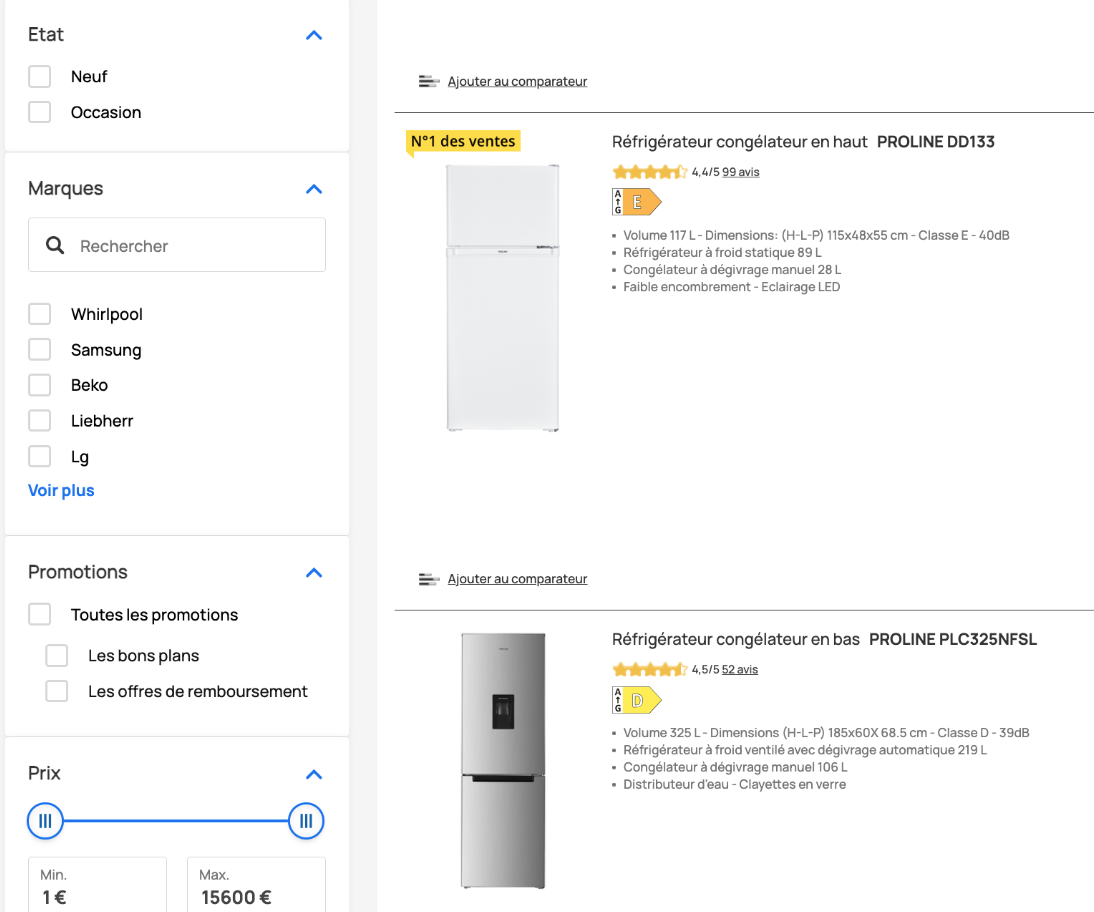 Etat
Neuf
Occasion
Marques
Rechercher
Whirlpool
Samsung
Beko
Liebherr
Lg
Voir plus
Promotions
Toutes les promotions
Les bons plans
Les offres de remboursement
Prix
Min.
1 €
Max.
15600 €
Ajouter au comparateur
N°1 des ventes
Réfrigérateur congélateur en haut PROLINE DD133
4,4/5 99 avis
A
G
E
Volume 117 L - Dimensions: (H-L-P) 115x48x55 cm - Classe E - 40dB
Réfrigérateur à froid statique 89 L
Congélateur à dégivrage manuel 28 L
Faible encombrement - Eclairage LED
Ajouter au comparateur
Réfrigérateur congélateur en bas PROLINE PLC325NFSL
4,5/5 52 avis
A
G
D
Volume 325 L - Dimensions (H-L-P) 185x60X 68.5 cm - Classe D - 39dB
Réfrigérateur à froid ventilé avec dégivrage automatique 219 L
Congélateur à dégivrage manuel 106 L
Distributeur d'eau - Clayettes en verre